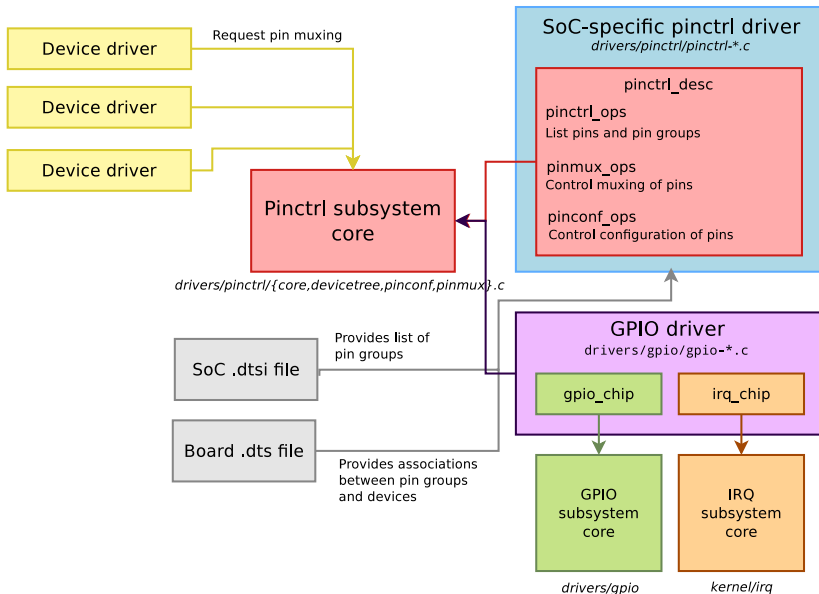 Device driver
Request pin muxing
Device driver
Device driver
SoC-specific pinctrl driver
drivers/pinctrl/pinctrl-*.c
pinctrl_desc
pinctrl_ops
List pins and pin groups
pinmux_ops
Control muxing of pins
pinconf_ops
Control configuration of pins
Pinctrl subsystem
core
drivers/pinctrl/{core,devicetree,pinconf,pinmux}.c
SoC .dtsi file
Provides list of
pin groups
Board .dts file
Provides associations
between pin groups
and devices
GPIO driver
drivers/gpio/gpio-*.c
gpio_chip
irq_chip
GPIO
subsystem
core
drivers/gpio
IRQ
subsystem
core
kernel/irq